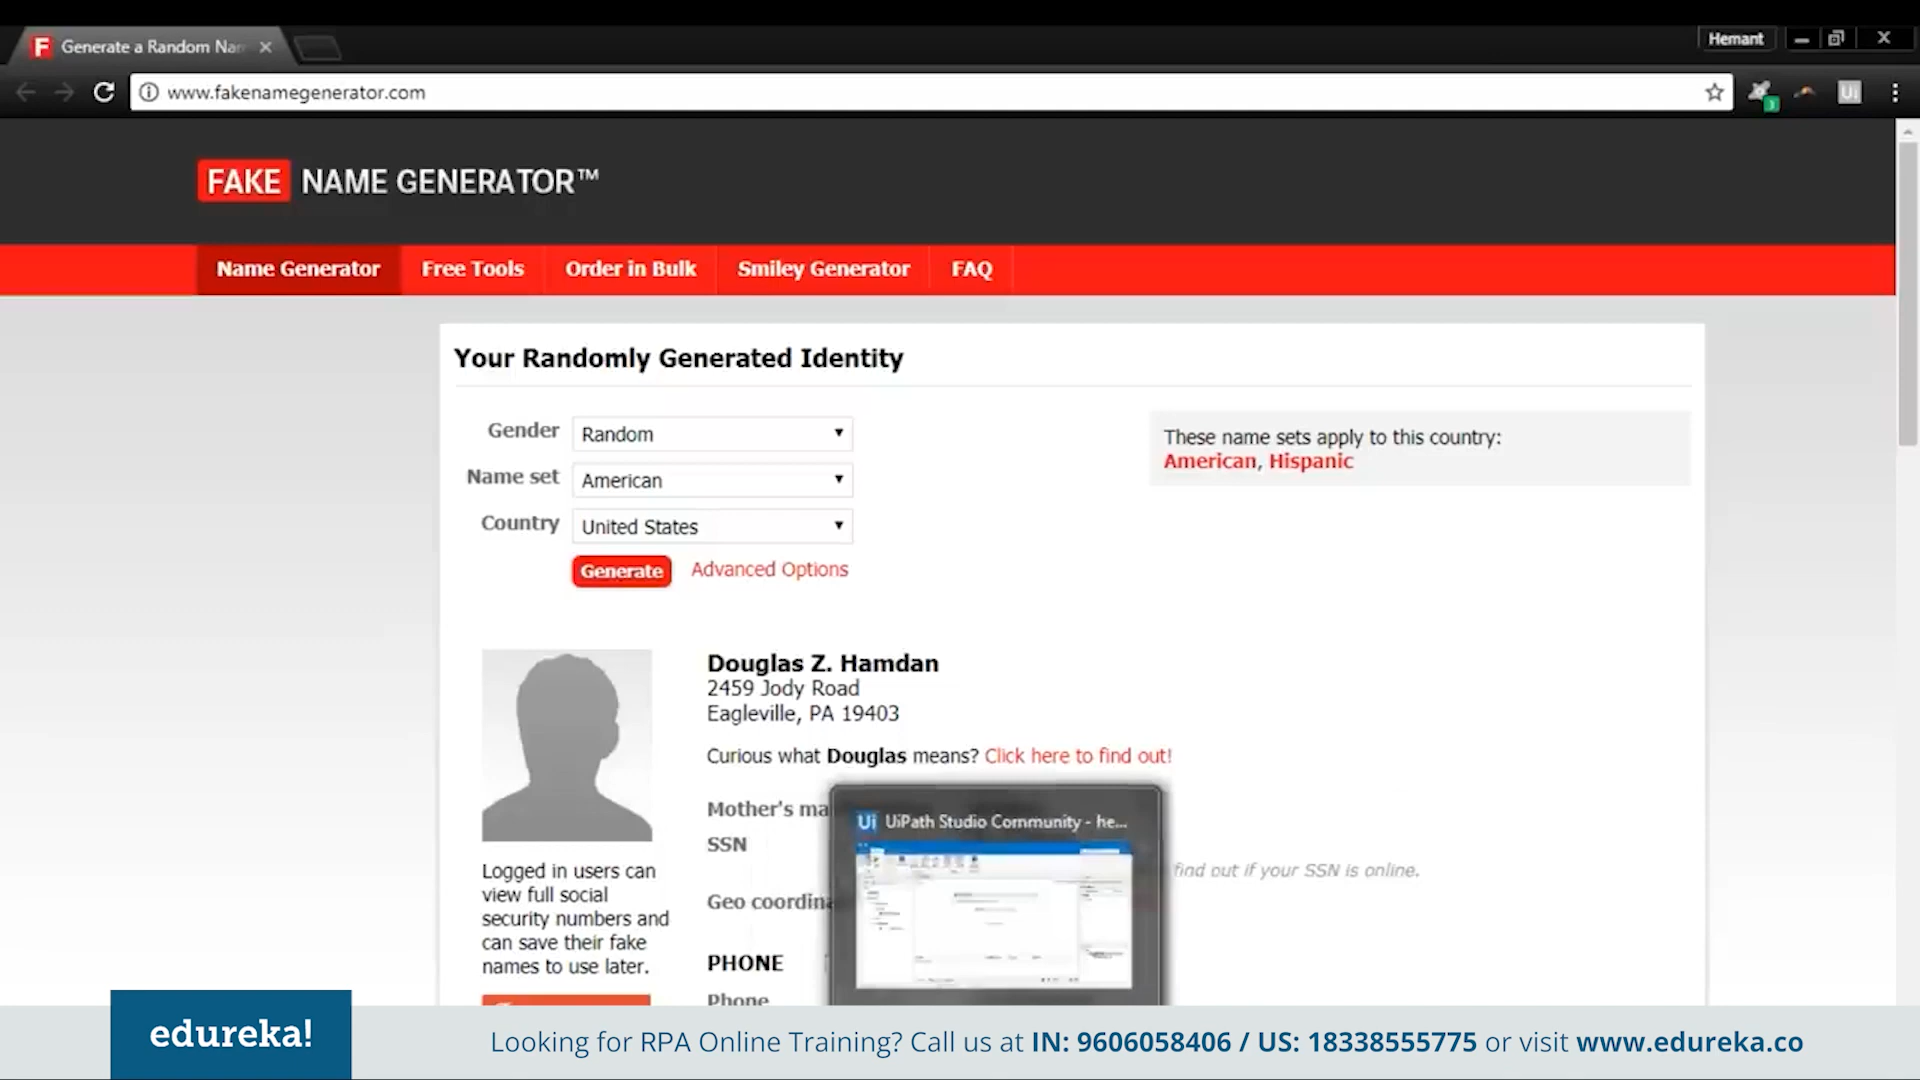 Generate a Random Nar
Hemant
www.fakenamegenerator.com
Ui
3
FAKE NAME GENERATOR™
Name Generator
Free Tools
Order in Bulk
Smiley Generator
FAQ
Your Randomly Generated Identity
Gender
Random
Name set
American
Country
United States
Generate
Advanced Options
These name sets apply to this country:
American, Hispanic
Douglas Z. Hamdan
2459 Jody Road
Eagleville, PA 19403
Curious what Douglas means? Click here to find out!
Mother's ma
SSN
find out if your SSN is online.
Geo coordina
PHONE
Phone
Ui UiPath Studio Community - he...
Logged in users can
view full social
security numbers and
can save their fake
names to use later.
edureka!
Looking for RPA Online Training? Call us at IN: 9606058406 / US: 18338555775 or visit www.edureka.co